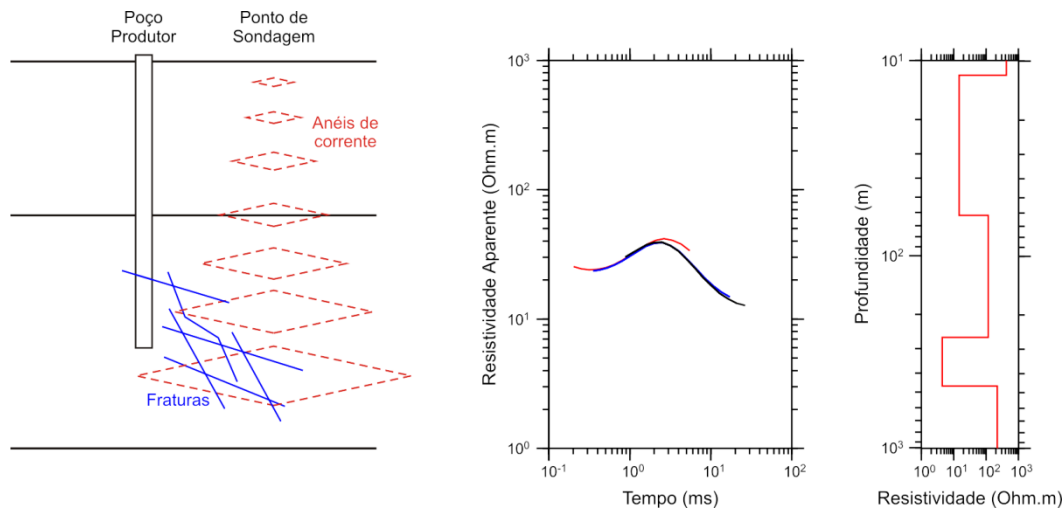 Poço
Produtor
Ponto de
Sondagem
Anéis de
corrente
Fraturas
Resistividade Aparente (Ohm.m)
10³
10²
10¹
10⁰
10⁻¹
10⁰
10¹
10²
Tempo (ms)
Profundidade (m)
10¹
10²
10³
10⁰
10¹
10²
10³
Resistividade (Ohm.m)